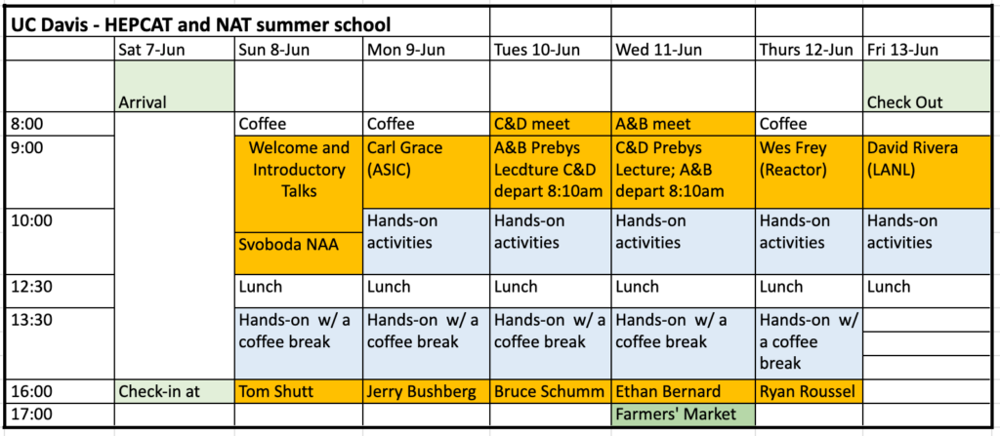 UC Davis - HEPCAT and NAT summer school
Sat 7-Jun Sun 8-Jun Mon 9-Jun Tues 10-Jun Wed 11-Jun Thurs 12-Jun Fri 13-Jun
Arrival Check Out
8:00 Coffee Coffee C&D meet A&B meet Coffee
9:00 Welcome and Carl Grace A&B Prebys C&D Prebys Wes Frey David Rivera
Introductory (ASIC) Lecdture C&D Lecture; A&B (Reactor) (LANL)
Talks depart 8:10am depart 8:10am
10:00 Hands-on Hands-on Hands-on Hands-on Hands-on
Svoboda NAA activities activities activities activities activities
12:30 Lunch Lunch Lunch Lunch Lunch Lunch
13:30 Hands-on w/ a Hands-on w/ a Hands-on w/ a Hands-on w/ a Hands-on w/
coffee break coffee break coffee break coffee break a coffee
break
16:00 Check-in at Tom Shutt Jerry Bushberg Bruce Schumm Ethan Bernard Ryan Roussel
17:00 Farmers' Market